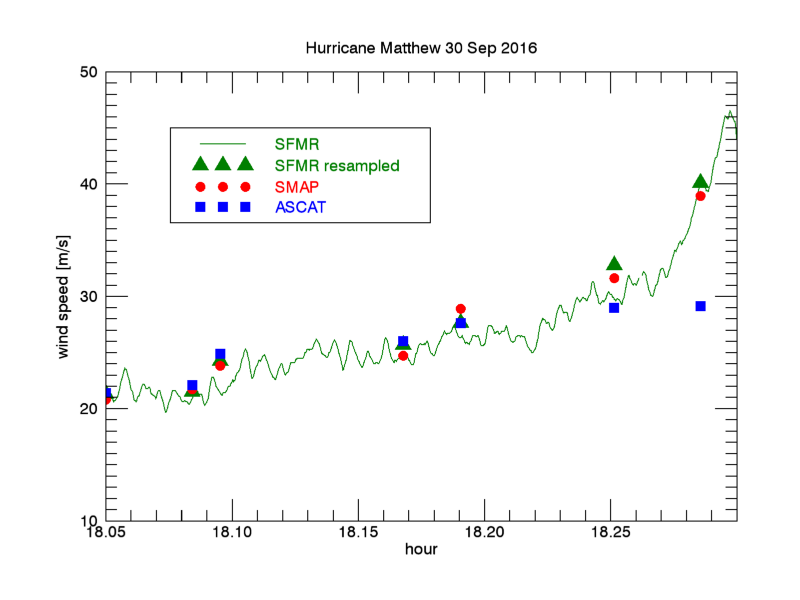 Hurricane Matthew 30 Sep 2016
50
SFMR
SFMR resampled
SMAP
ASCAT
40
30
20
10
wind speed [m/s]
18.05 18.10 18.15 18.20 18.25
hour